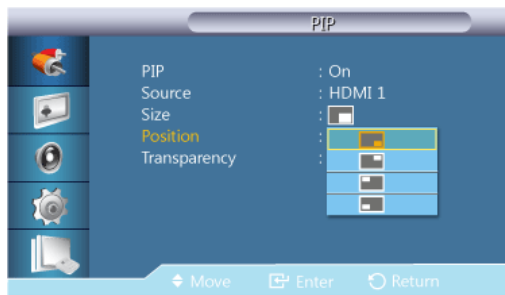 PIP
PIP : On
Source : HDMI 1
Size :
Position :
Transparency :
Move Enter Return